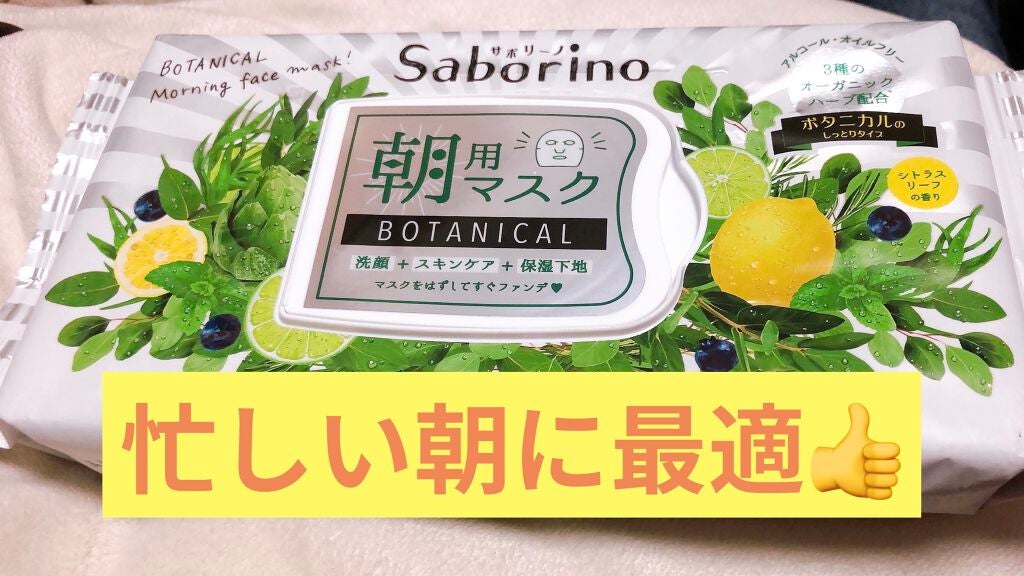 BOTANICAL
Morning face mask!
サボリーノ
Saborino
アルコール・オイルフリー
3種の
オーガニック
ハーブ配合
ボタニカルの
しっとりタイプ
シトラス
リーフ
の香り
朝用
マスク
BOTANICAL
洗顔＋スキンケア＋保湿下地
マスクをはずしてすぐファンデ♥
忙しい朝に最適👍